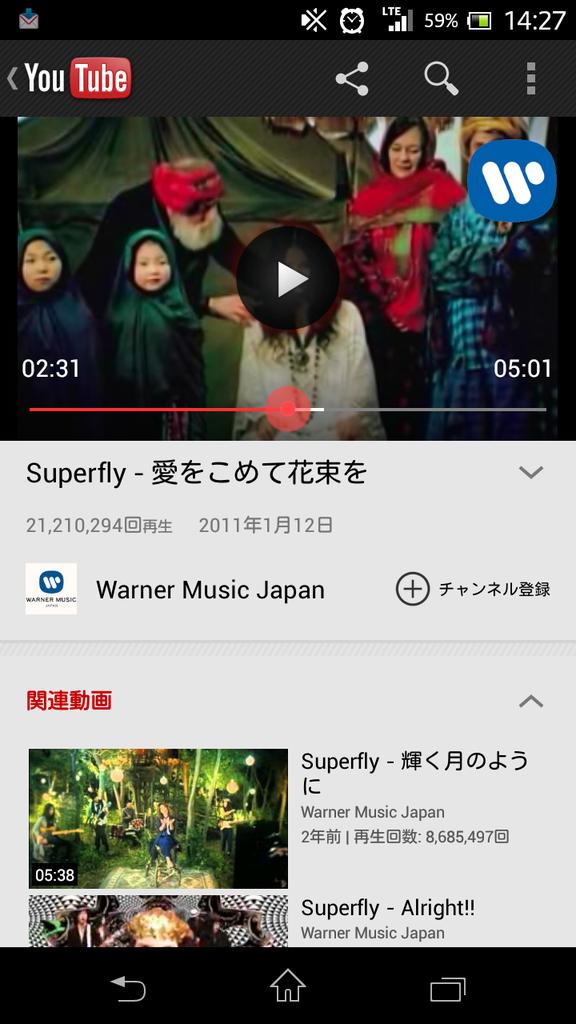 LTE 59% 14:27
You Tube
02:31 05:01
Superfly - 愛をこめて花束を
21,210,294回再生 2011年1月12日
WARNER MUSIC
JAPAN
Warner Music Japan
チャンネル登録
関連動画
05:38
Superfly - 輝く月のよう
に
Warner Music Japan
2年前 | 再生回数: 8,685,497回
Superfly - Alright!!
Warner Music Japan